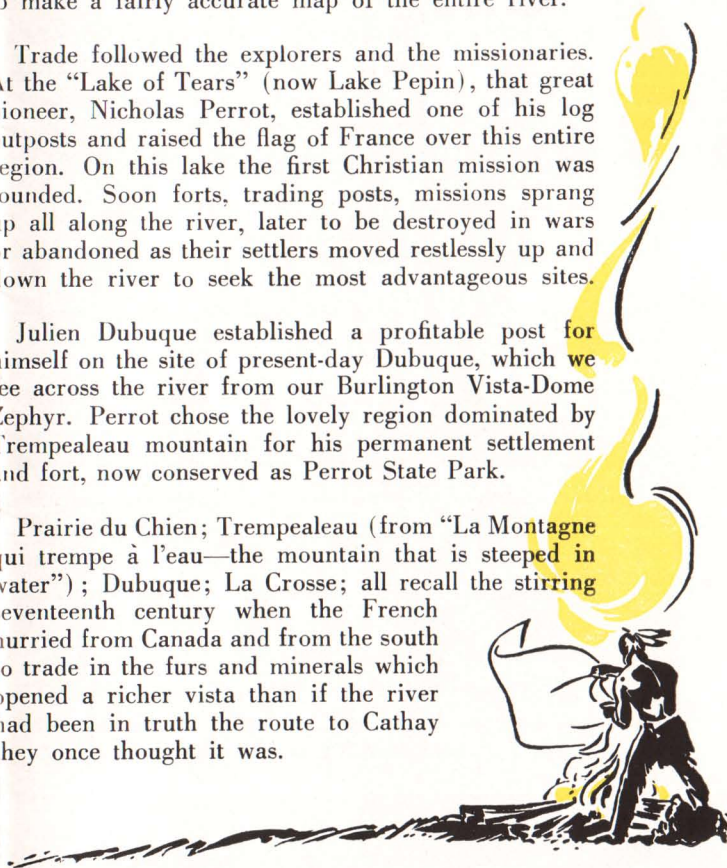 o make a fairly accurate map of the entire river.
Trade followed the explorers and the missionaries.
At the “Lake of Tears” (now Lake Pepin), that great
ioneer, Nicholas Perrot, established one of his log
utposts and raised the flag of France over this entire
egion. On this lake the first Christian mission was
ounded. Soon forts, trading posts, missions sprang
p all along the river, later to be destroyed in wars
r abandoned as their settlers moved restlessly up and
own the river to seek the most advantageous sites.
Julien Dubuque established a profitable post for
imself on the site of present-day Dubuque, which we
ee across the river from our Burlington Vista-Dome
Zephyr. Perrot chose the lovely region dominated by
Trempealeau mountain for his permanent settlement
and fort, now conserved as Perrot State Park.
Prairie du Chien; Trempealeau (from “La Montagne
qui trempe à l'eau—the mountain that is steeped in
water”) ; Dubuque; La Crosse; all recall the stirring
eventeenth century when the French
hurried from Canada and from the south
o trade in the furs and minerals which
opened a richer vista than if the river
had been in truth the route to Cathay
hey once thought it was.